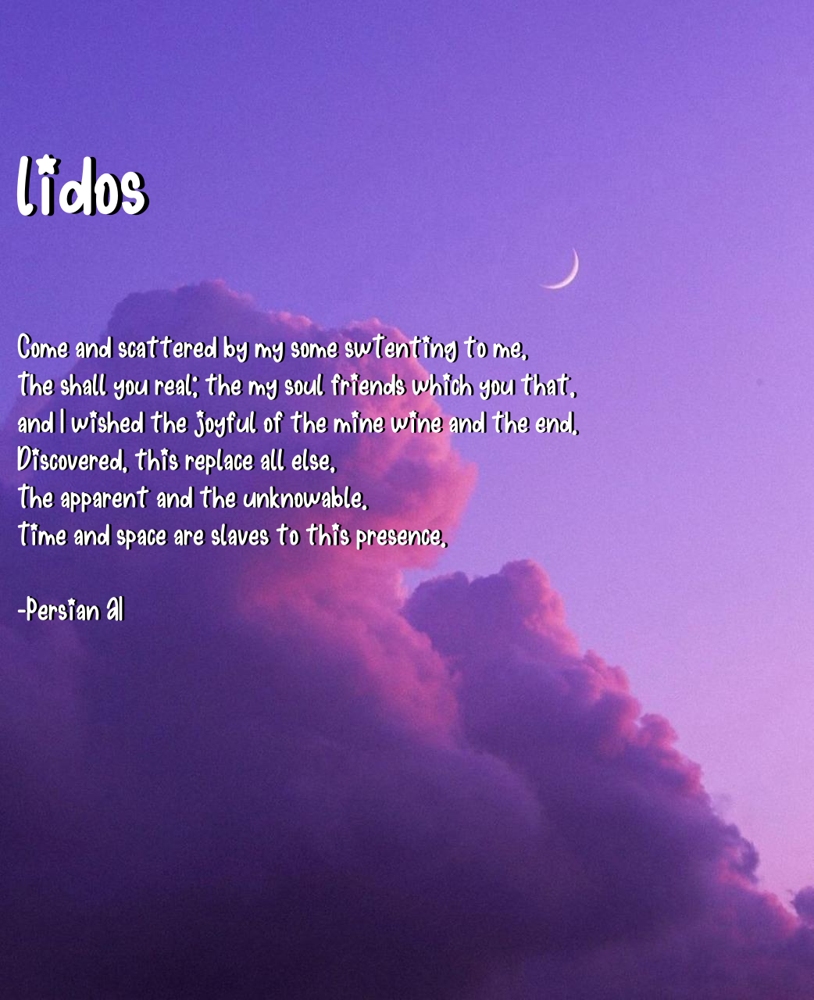 lidos
Come and scattered by my some swtenting to me,
The shall you real; the my soul friends which you that,
and I wished the joyful of the mine wine and the end,
Discovered, this replace all else,
The apparent and the unknowable,
Time and space are slaves to this presence,
-Persian AI